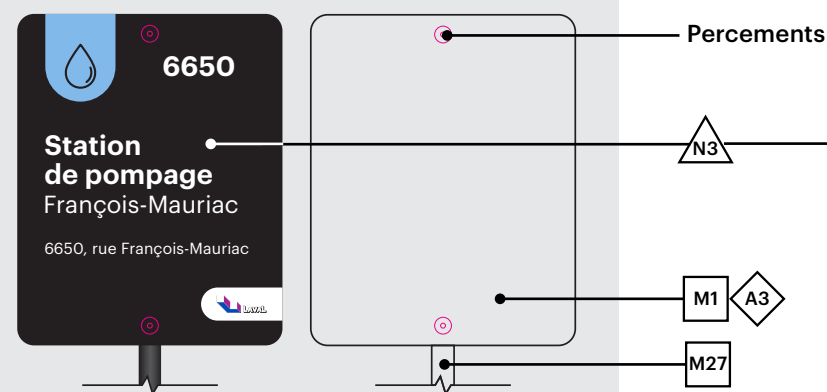 6650
Station
de pompage
François-Mauriac
6650, rue François-Mauriac
LAVAL
Percements
N3
M1
A3
M27